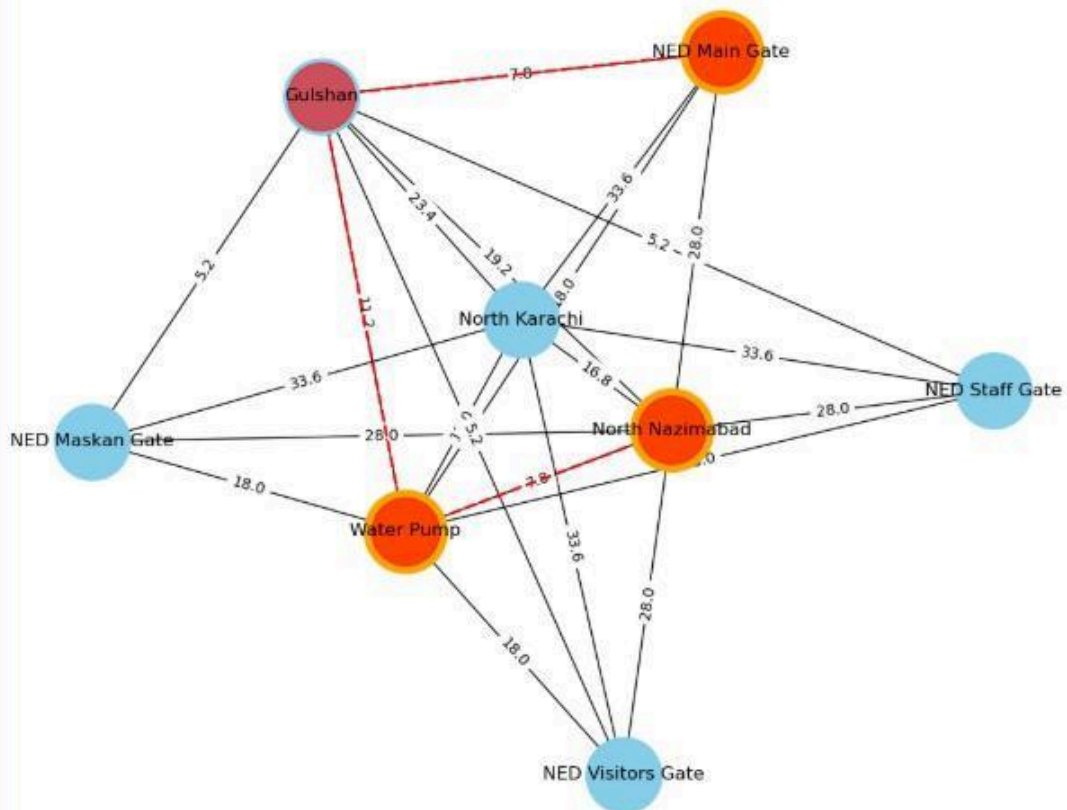 NED Main Gate
7.0
Gulshan
33.6
23.4
5.2
28.0
19.2
5.2
11.2
North Karachi
33.6
16.8
33.6
NED Staff Gate
28.0
NED Maskan Gate
28.0
North Nazimabad
5.2
7.8
18.0
Water Pump
33.6
28.0
18.0
NED Visitors Gate